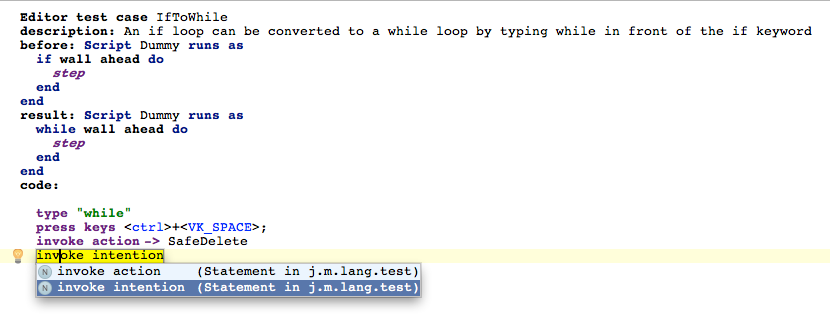 Editor test case IfToWhile
description: An if loop can be converted to a while loop by typing while in front of the if keyword
before: Script Dummy runs as
if wall ahead do
step
end
end
result: Script Dummy runs as
while wall ahead do
step
end
end
code:
type "while"
press keys <ctrl>+<VK_SPACE>;
invoke action -> SafeDelete
invoke intention
N invoke action (Statement in j.m.lang.test)
N invoke intention (Statement in j.m.lang.test)